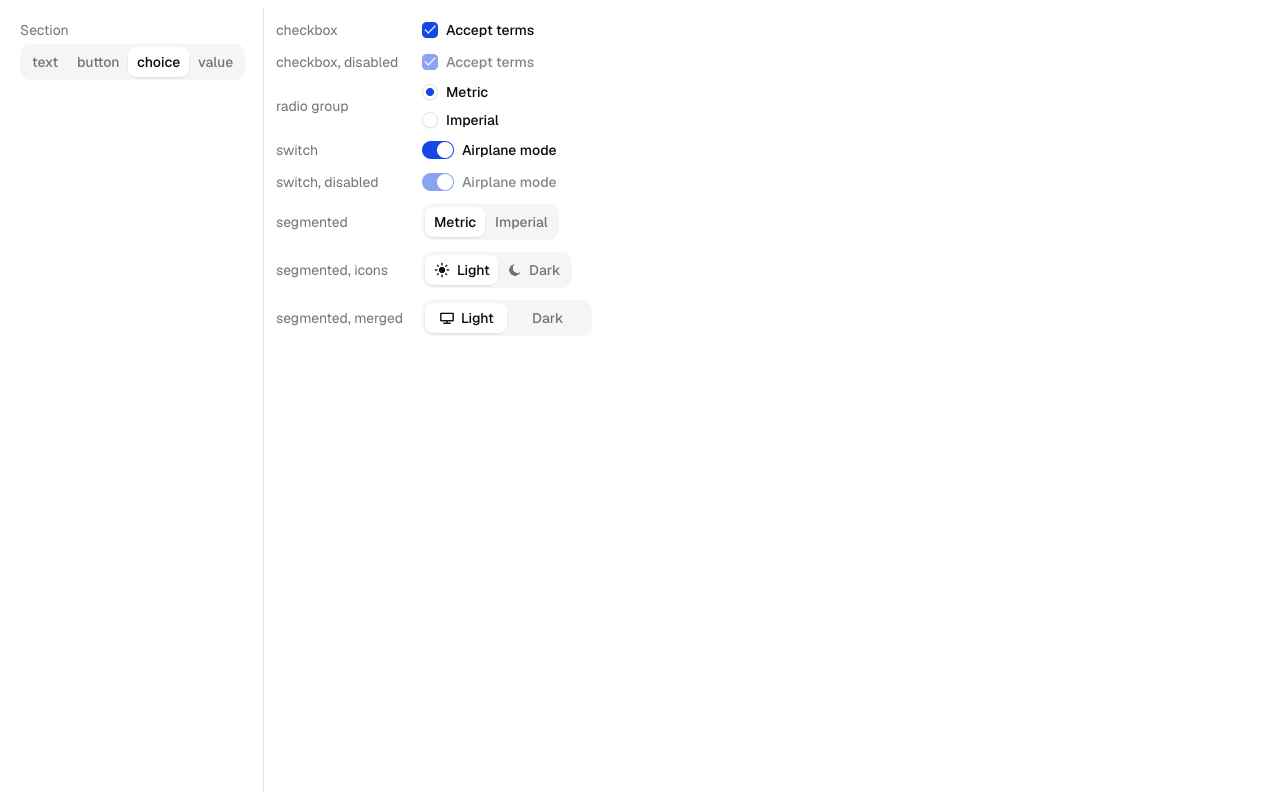 Section
text button choice value
checkbox Accept terms
checkbox, disabled Accept terms
radio group
Metric
Imperial
switch Airplane mode
switch, disabled Airplane mode
segmented Metric Imperial
segmented, icons Light Dark
segmented, merged Light Dark